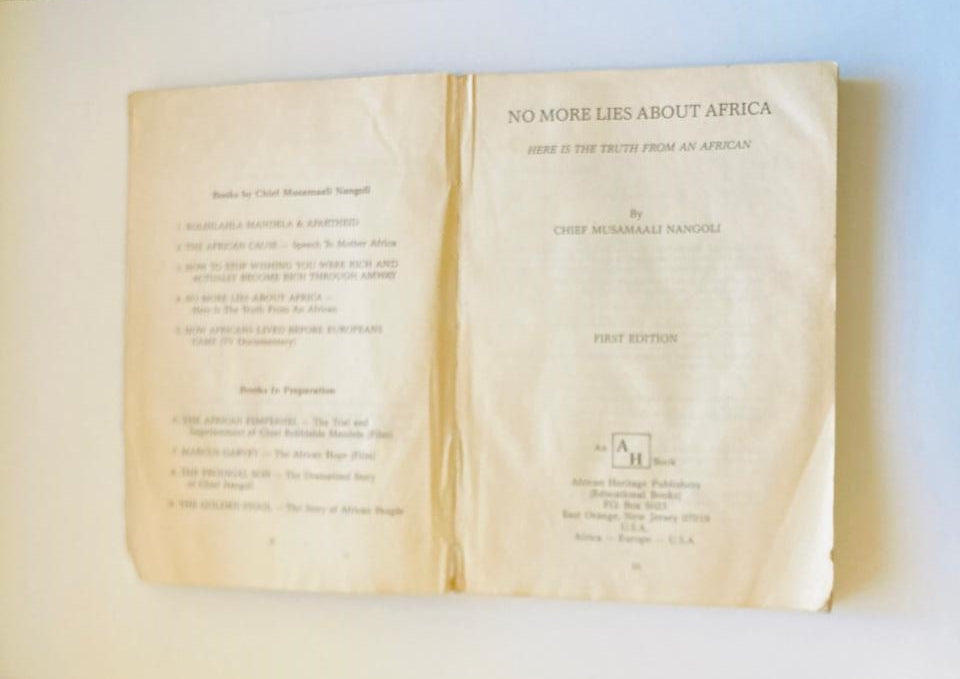 Books by Chief Musamaali Nangoli
1. ROLIHLAHLA MANDELA & APARTHEID
2. THE AFRICAN CAUSE — Speech To Mother Africa
3. HOW TO STOP WISHING YOU WERE RICH AND
ACTUALLY BECOME RICH THROUGH AMWAY
4. NO MORE LIES ABOUT AFRICA —
Here Is The Truth From An African
5. HOW AFRICANS LIVED BEFORE EUROPEANS
CAME (TV Documentary)
Books In Preparation
6. THE AFRICAN PIMPERNEL — The Trial and
Imprisonment of Chief Rolihlahla Mandela (Film)
7. MARCUS GARVEY — The African Hope (Film)
8. THE PRODIGAL SON — The Dramatized Story
of Chief Nangoli
9. THE GOLDEN STOOL — The Story of African People
NO MORE LIES ABOUT AFRICA
HERE IS THE TRUTH FROM AN AFRICAN
By
CHIEF MUSAMAALI NANGOLI
FIRST EDITION
An A H Book
African Heritage Publishers
(Educational Books)
P.O. Box
East Orange, New Jersey
U.S.A.
Africa — Europe — U.S.A